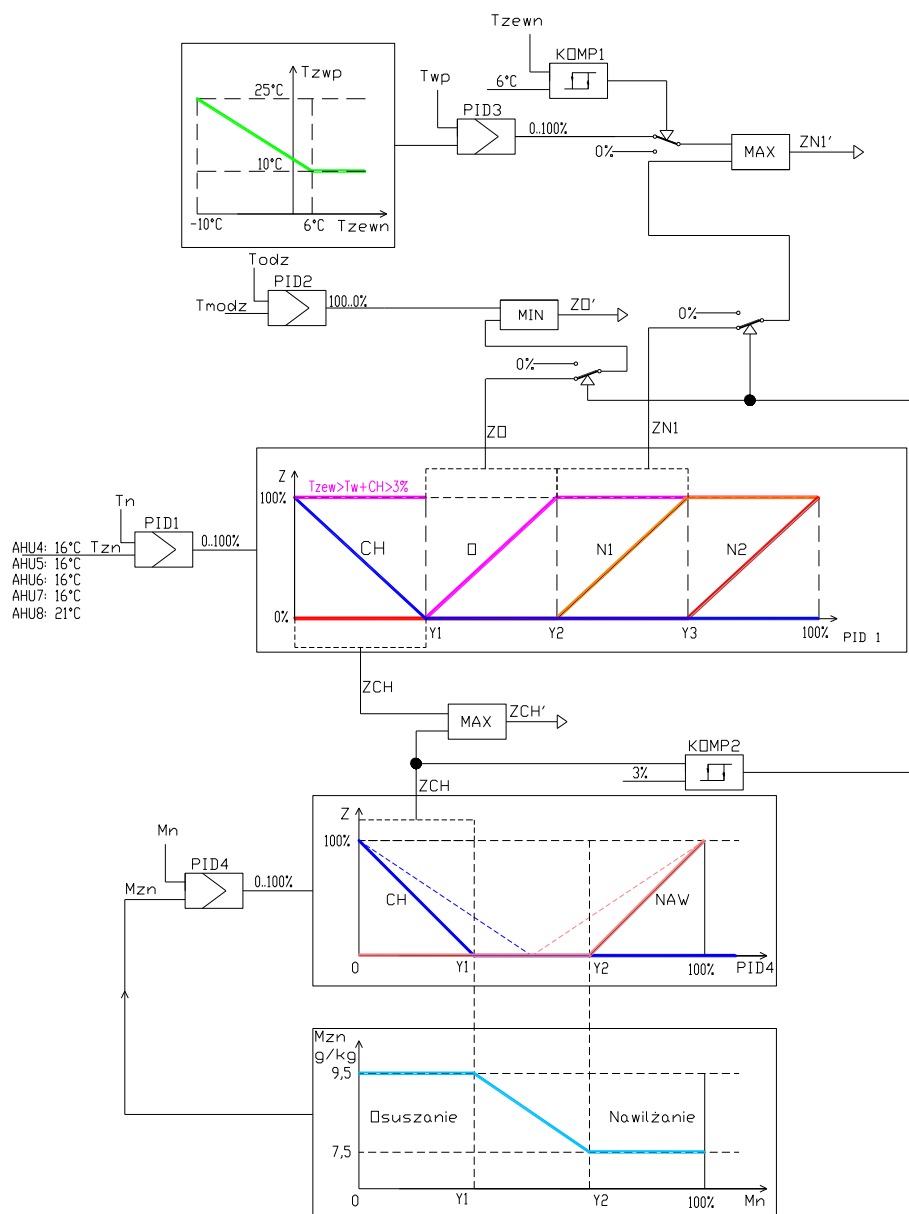 Tzewn
KOMP1
6°C
Tzwp
25°C
10°C
-10°C
6°C
Tzewn
Twp
PID3
0..100%
0%
MAX
ZN1'
Todz
PID2
Tmodz
100..0%
MIN
ZO'
0%
0%
ZO
ZN1
Z
100%
Tzew>Tw+CH>3%
CH
O
N1
N2
0%
Y1
Y2
Y3
100%
PID 1
Tn
PID1
Tzn
0..100%
AHU4: 16°C
AHU5: 16°C
AHU6: 16°C
AHU7: 16°C
AHU8: 21°C
ZCH
MAX
ZCH'
KOMP2
3%
ZCH
Z
100%
CH
NAW
0
Y1
Y2
100%
PID4
Mn
PID4
Mzn
0..100%
Mzn
g/kg
9,5
Osuszanie
Nawilżanie
7,5
0
Y1
Y2
100%
Mn